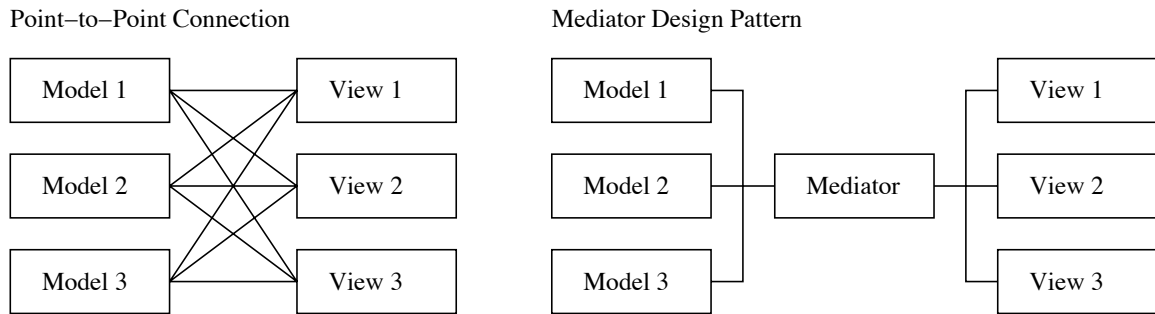 Point–to–Point Connection
Model 1
View 1
Model 2
View 2
Model 3
View 3
Mediator Design Pattern
Model 1
View 1
Model 2
Mediator
View 2
Model 3
View 3